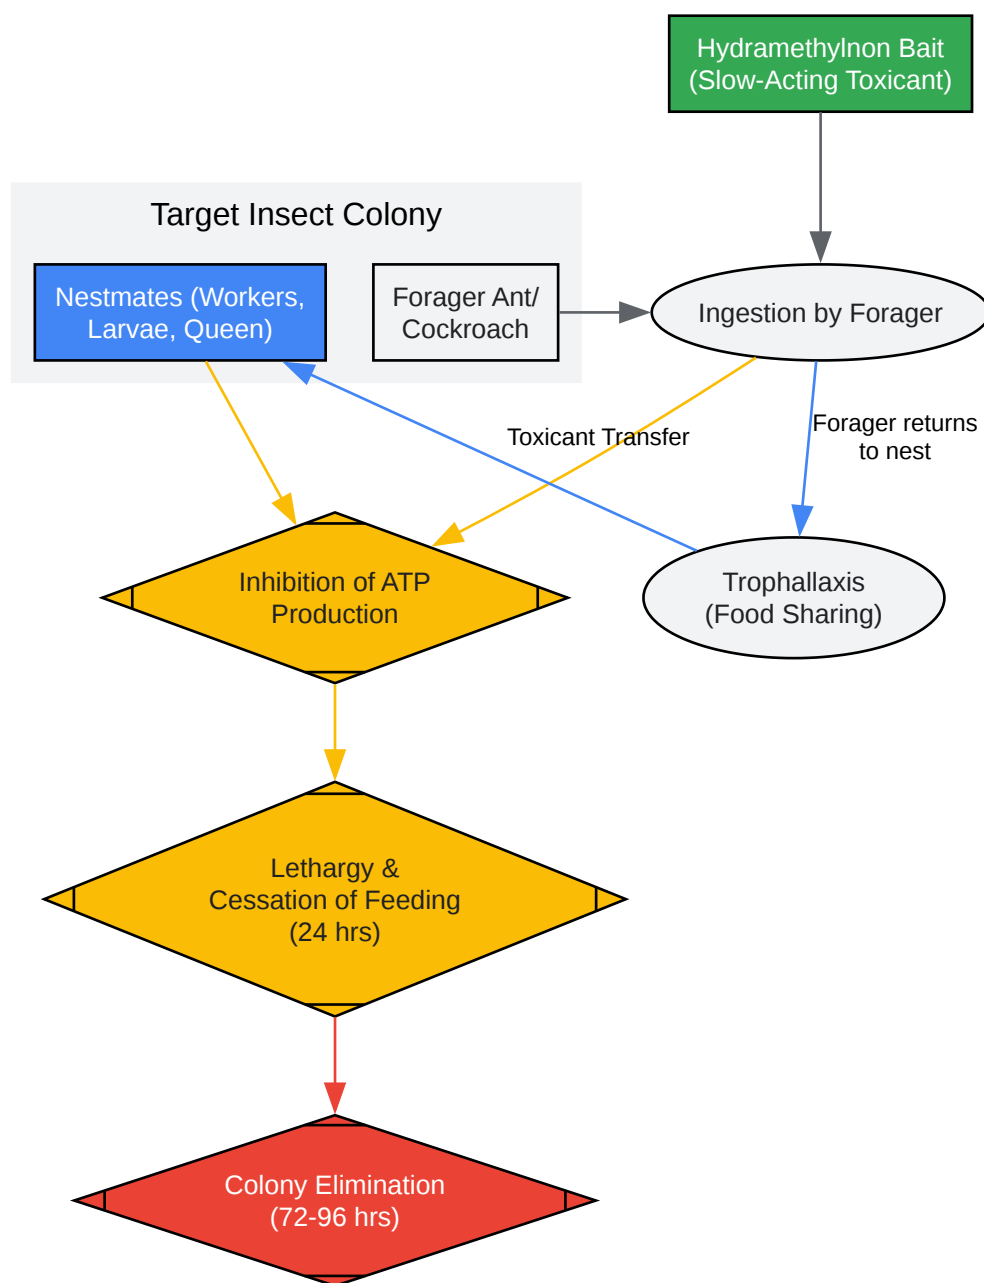 Hydramethylnon Bait
(Slow-Acting Toxicant)
Target Insect Colony
Nestmates (Workers,
Larvae, Queen)
Forager Ant/
Cockroach
Ingestion by Forager
Toxicant Transfer
Forager returns
to nest
Inhibition of ATP
Production
Trophallaxis
(Food Sharing)
Lethargy &
Cessation of Feeding
(24 hrs)
Colony Elimination
(72-96 hrs)